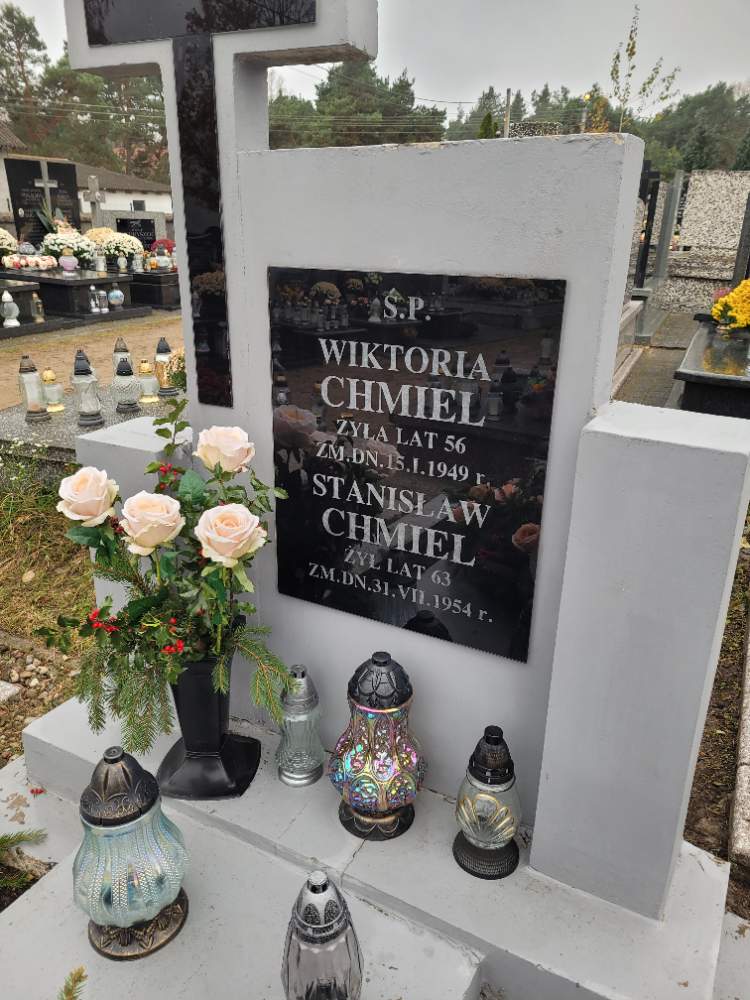 S.P.
WIKTORIA
CHMIEL
ŻYŁA LAT 56
ZM.DN.15.I.1949 r.
STANISŁAW
CHMIEL
ŻYŁ LAT 63
ZM.DN.31.VII.1954 r.